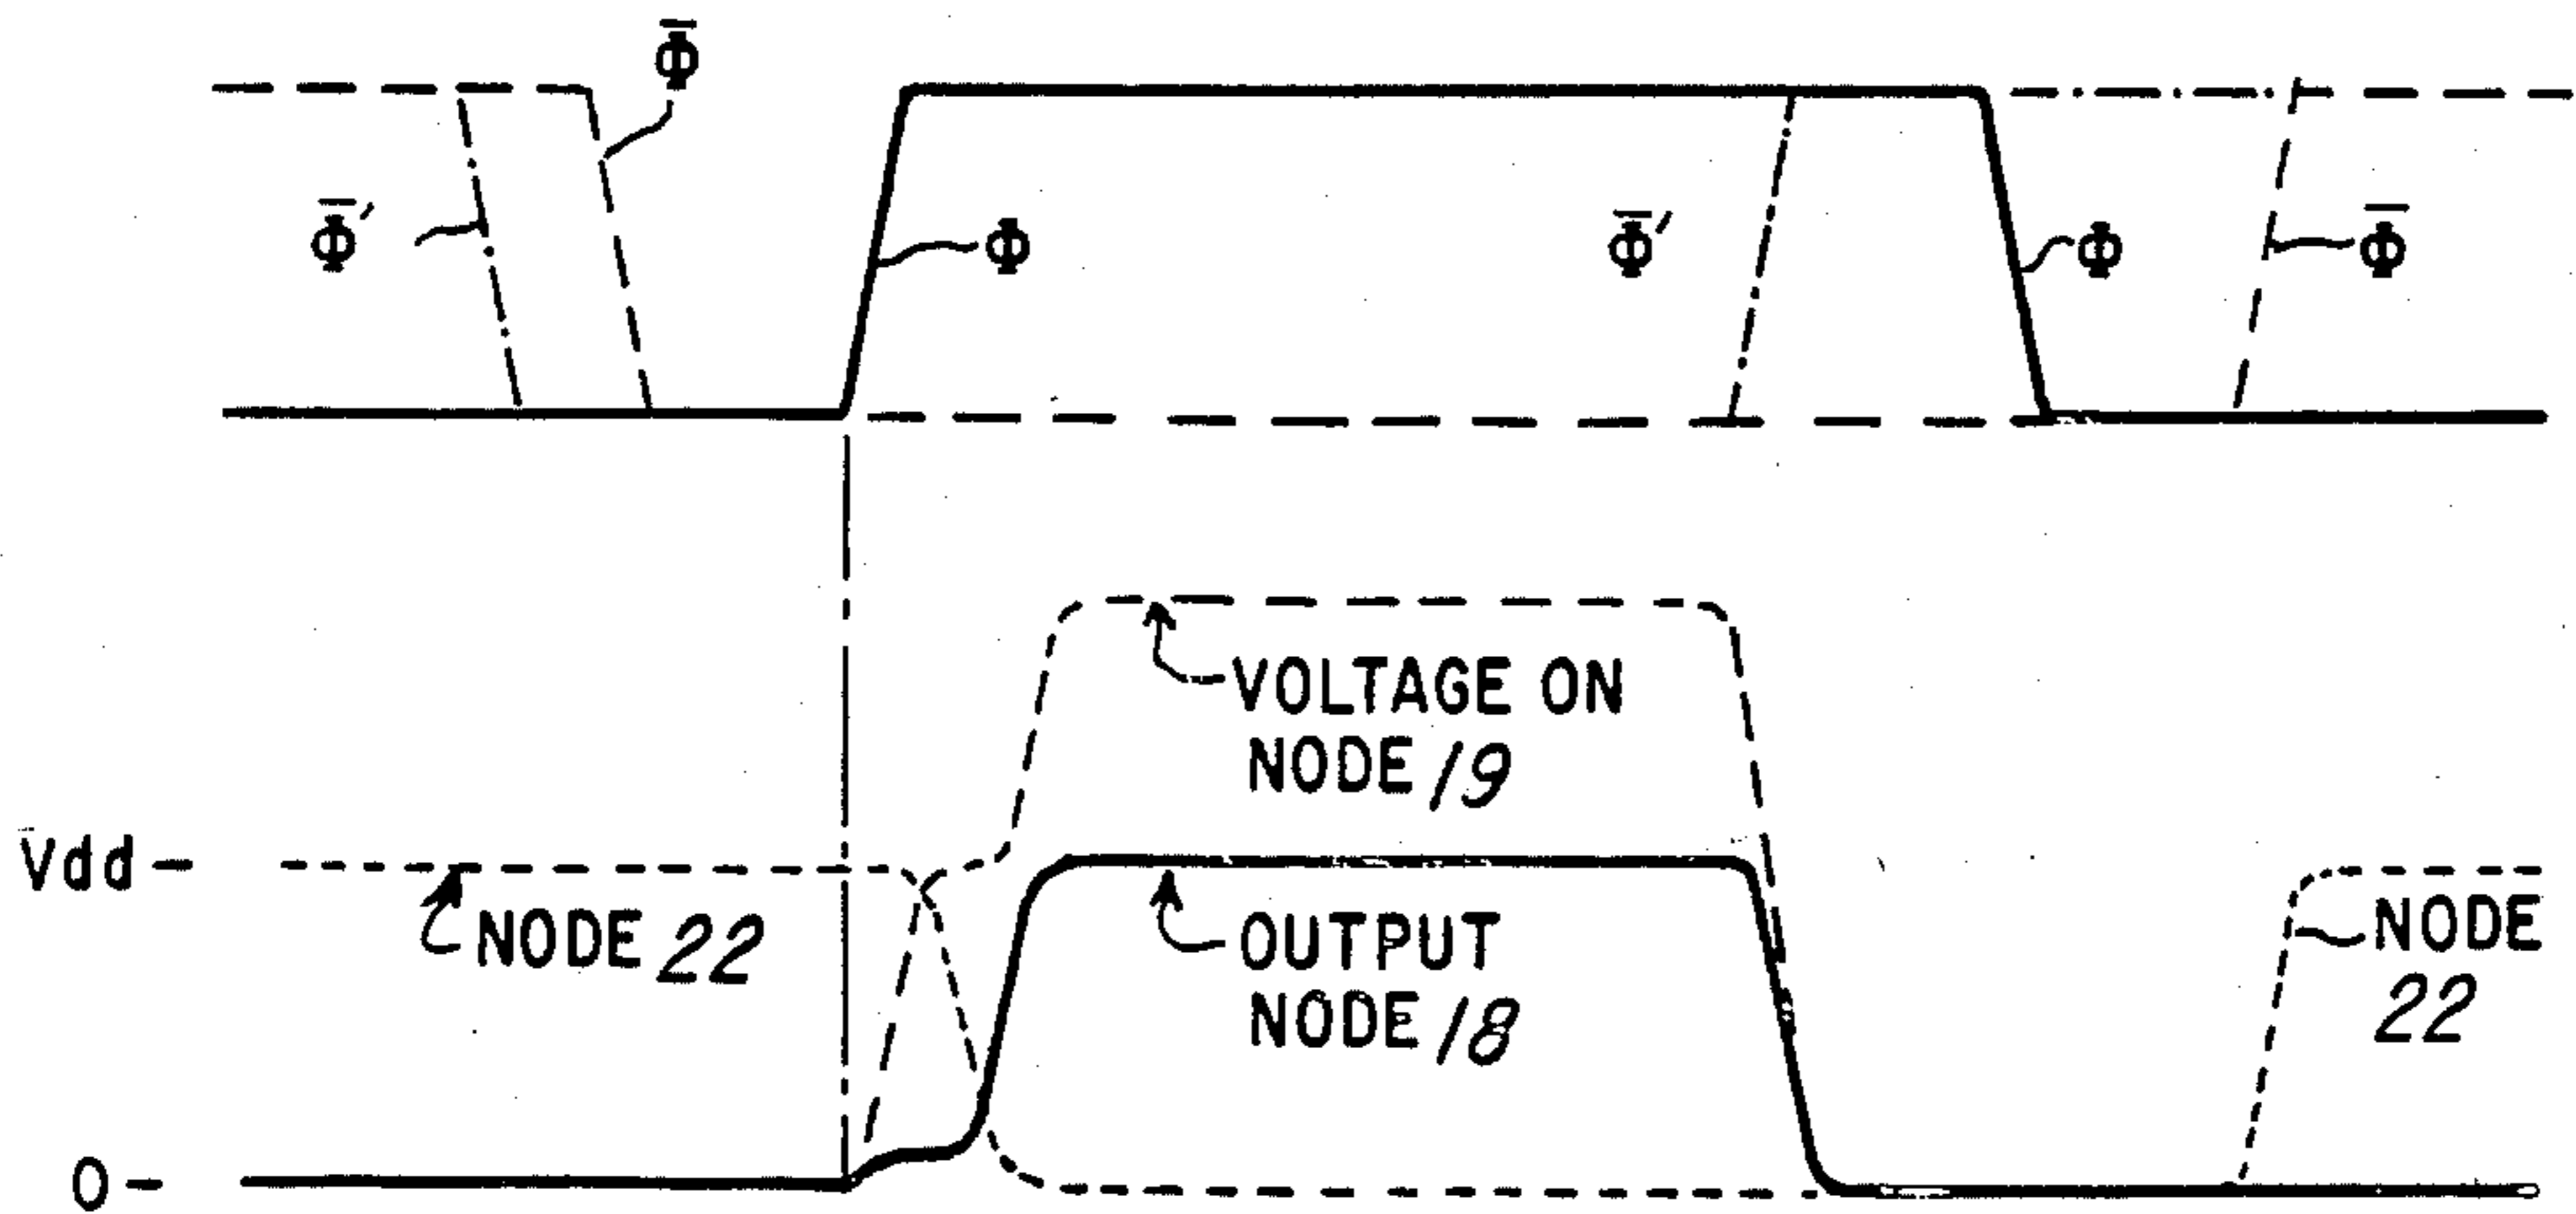 Φ̅
Φ̅′
Φ
Φ̅′
Φ
Φ̅
VOLTAGE ON
NODE 19
Vdd
NODE 22
OUTPUT
NODE 18
NODE
22
0